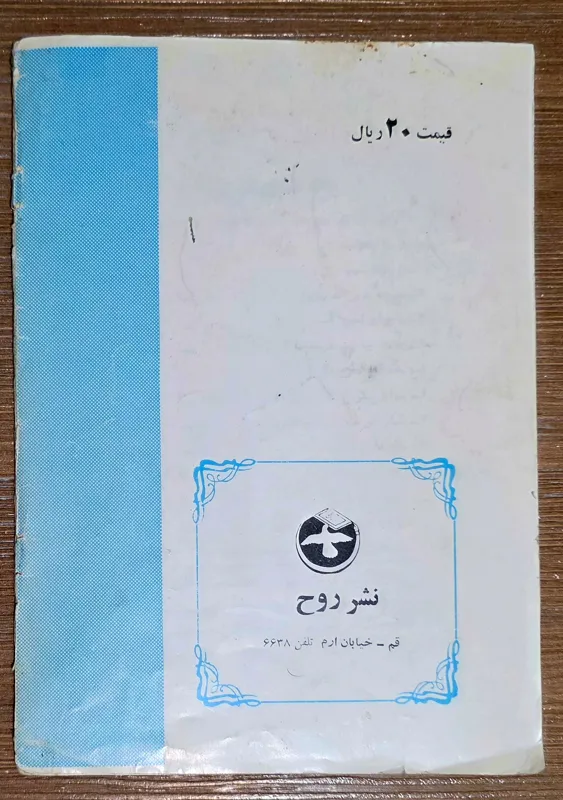 قیمت ۲۰ ریال
نشر روح
قم - خیابان ارم تلفن ۶۶۳۸